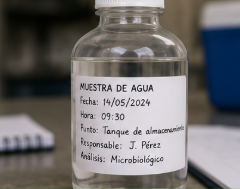 MUESTRA DE AGUA
Fecha: 14/05/2024
Hora: 09:30
Punto: Tanque de almacenamiento
Responsable: J. Pérez
Análisis: Microbiológico